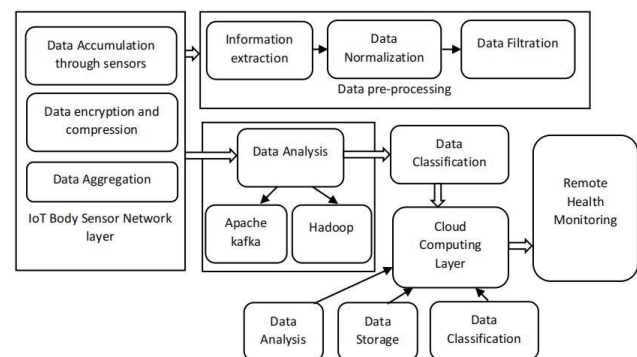 Data Accumulation
through sensors
Data encryption and
compression
Data Aggregation
IoT Body Sensor Network
layer
Information
extraction
Data
Normalization
Data Filtration
Data pre-processing
Data Analysis
Apache
kafka
Hadoop
Data
Classification
Cloud
Computing
Layer
Remote
Health
Monitoring
Data
Analysis
Data
Storage
Data
Classification